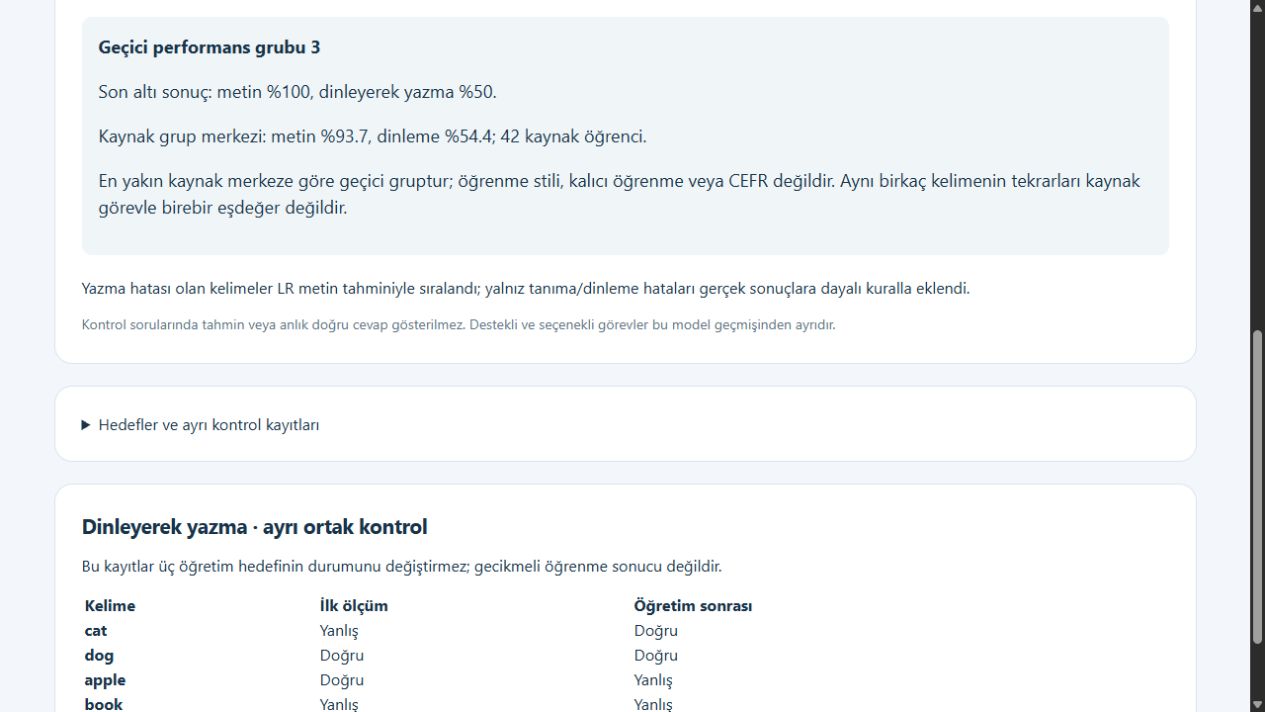 Geçici performans grubu 3
Son altı sonuç: metin %100, dinleyerek yazma %50.
Kaynak grup merkezi: metin %93.7, dinleme %54.4; 42 kaynak öğrenci.
En yakın kaynak merkeze göre geçici gruptur; öğrenme stili, kalıcı öğrenme veya CEFR değildir. Aynı birkaç kelimenin tekrarları kaynak
görevle birebir eşdeğer değildir.
Yazma hatası olan kelimeler LR metin tahminiyle sıralandı; yalnız tanıma/dinleme hataları gerçek sonuçlara dayalı kuralla eklendi.
Kontrol sorularında tahmin veya anlık doğru cevap gösterilmez. Destekli ve seçenekli görevler bu model geçmişinden ayrıdır.
▶ Hedefler ve ayrı kontrol kayıtları
Dinleyerek yazma · ayrı ortak kontrol
Bu kayıtlar üç öğretim hedefinin durumunu değiştirmez; gecikmeli öğrenme sonucu değildir.
Kelime İlk ölçüm Öğretim sonrası
cat Yanlış Doğru
dog Doğru Doğru
apple Doğru Yanlış
book Yanlış Yanlış